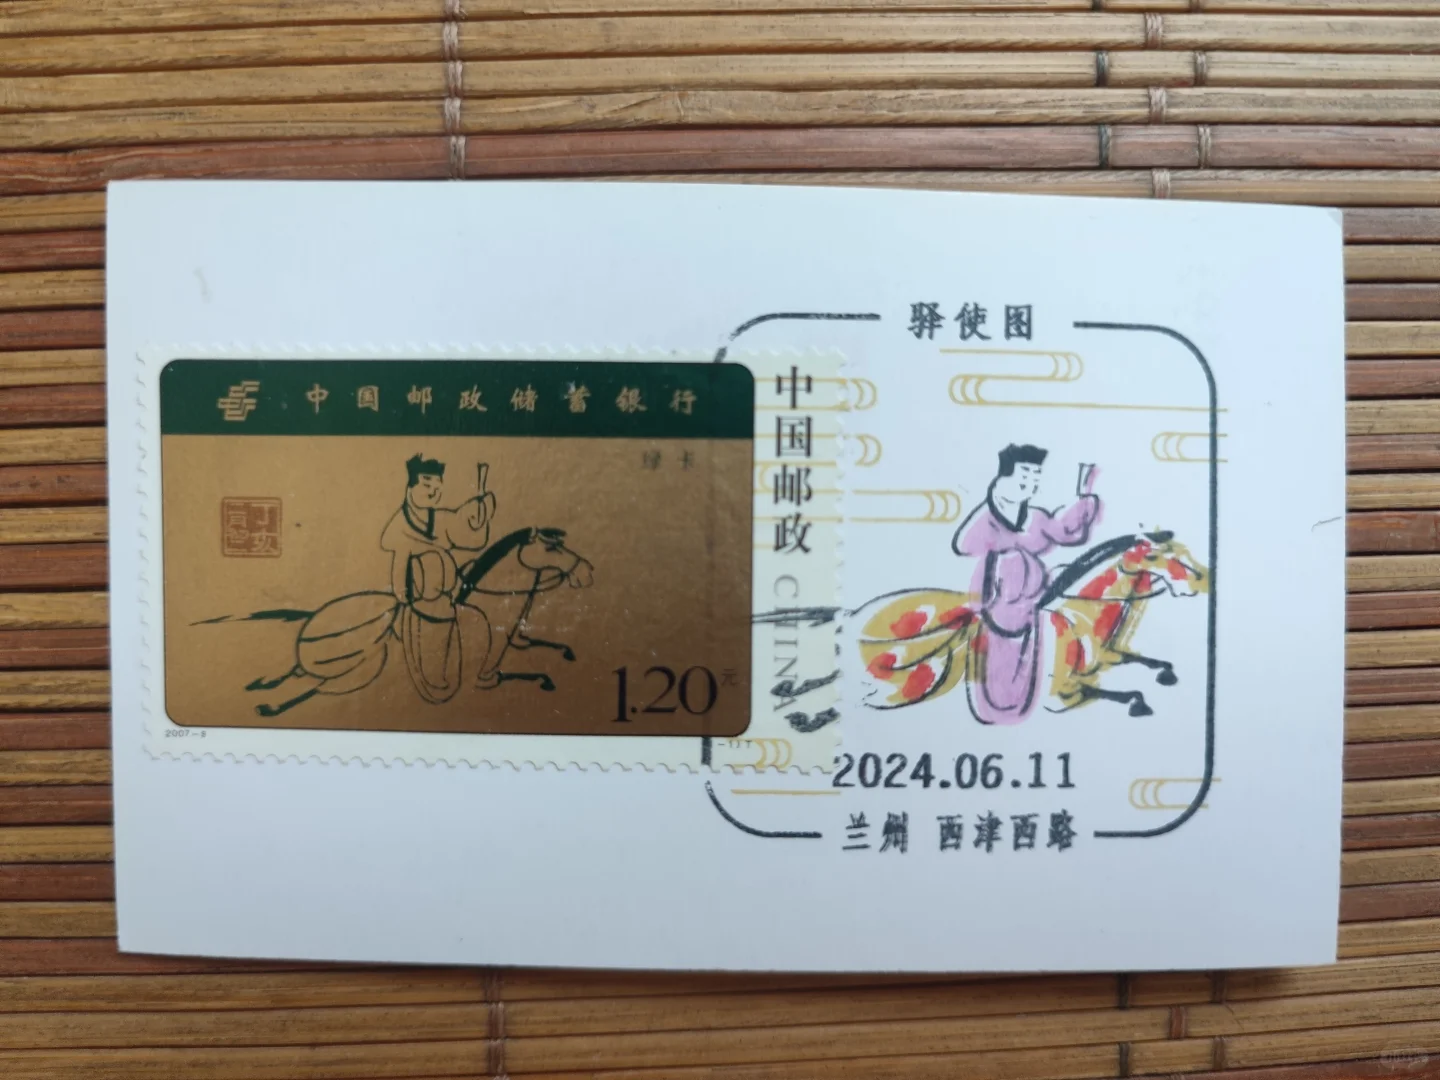 驿使图
中国邮政储蓄银行
绿卡
中国邮政 CHINA
1.20元
2007-8
2024.06.11
兰州 西津西路